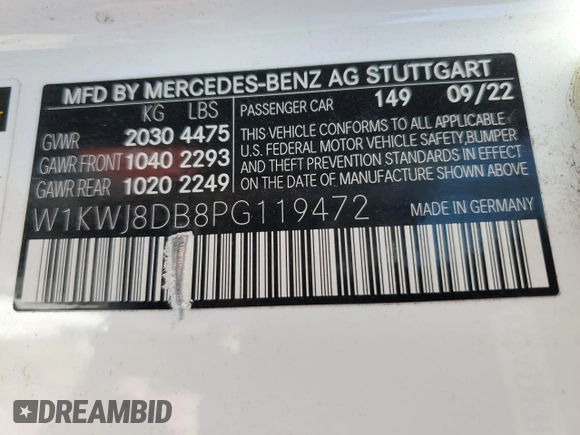 MFD BY MERCEDES-BENZ AG STUTTGART
KG LBS PASSENGER CAR 149 09/22
GVWR 2030 4475
GAWR FRONT 1040 2293
GAWR REAR 1020 2249
THIS VEHICLE CONFORMS TO ALL APPLICABLE
U.S. FEDERAL MOTOR VEHICLE SAFETY, BUMPER
AND THEFT PREVENTION STANDARDS IN EFFECT
ON THE DATE OF MANUFACTURE SHOWN ABOVE
W1KWJ8DB8PG119472 MADE IN GERMANY
DREAMBID